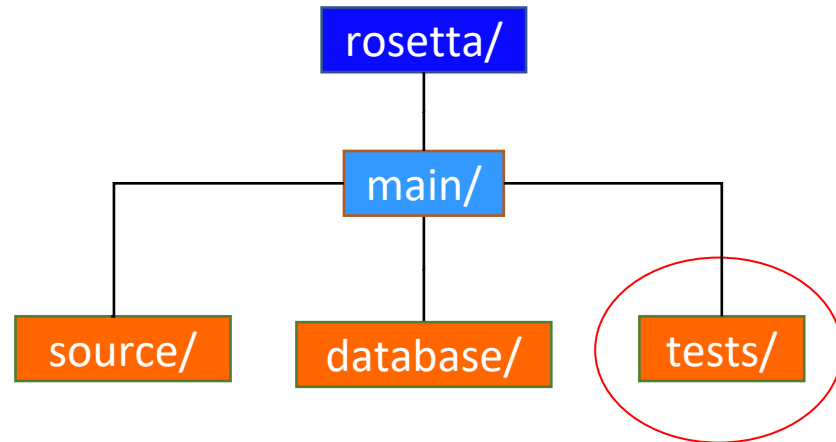 rosetta/
main/
source/
database/
tests/